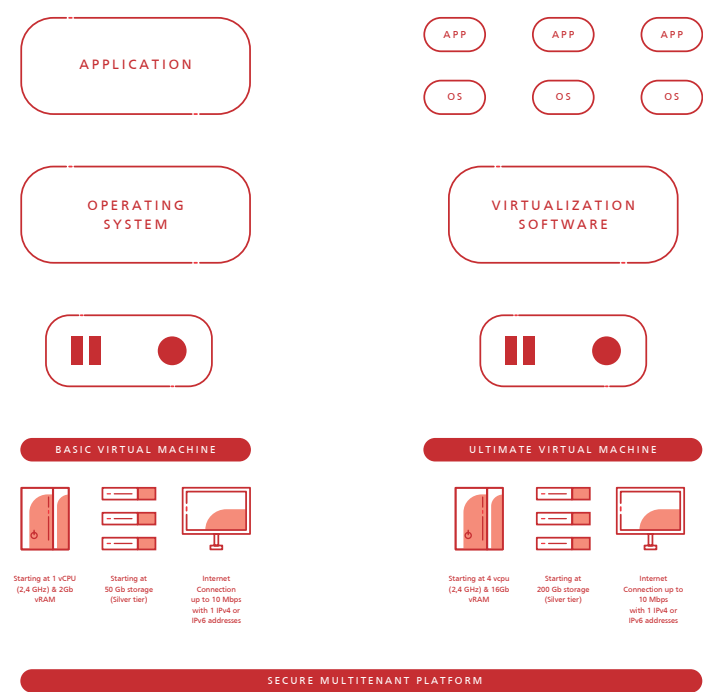 APPLICATION
APP
APP
APP
OS
OS
OS
OPERATING
SYSTEM
VIRTUALIZATION
SOFTWARE
BASIC VIRTUAL MACHINE
ULTIMATE VIRTUAL MACHINE
Starting at 1 vCPU
(2,4 GHz) & 2Gb
vRAM
Starting at
50 Gb storage
(Silver tier)
Internet
Connection
up to 10 Mbps
with 1 IPv4 or
IPv6 addresses
Starting at 4 vcpu
(2,4 GHz) & 16Gb
vRAM
Starting at
200 Gb storage
(Silver tier)
Internet
Connection up to
10 Mbps
with 1 IPv4 or
IPv6 addresses
SECURE MULTITENANT PLATFORM